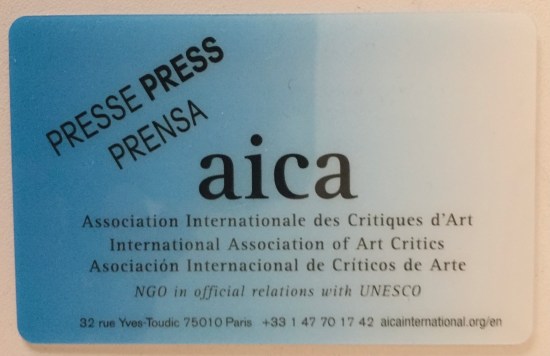 PRESSE PRESS
PRENSA
aica
Association Internationale des Critiques d'Art
International Association of Art Critics
Asociación Internacional de Críticos de Arte
NGO in official relations with UNESCO
32 rue Yves-Toudic 75010 Paris +33 1 47 70 17 42 aicainternational.org/en